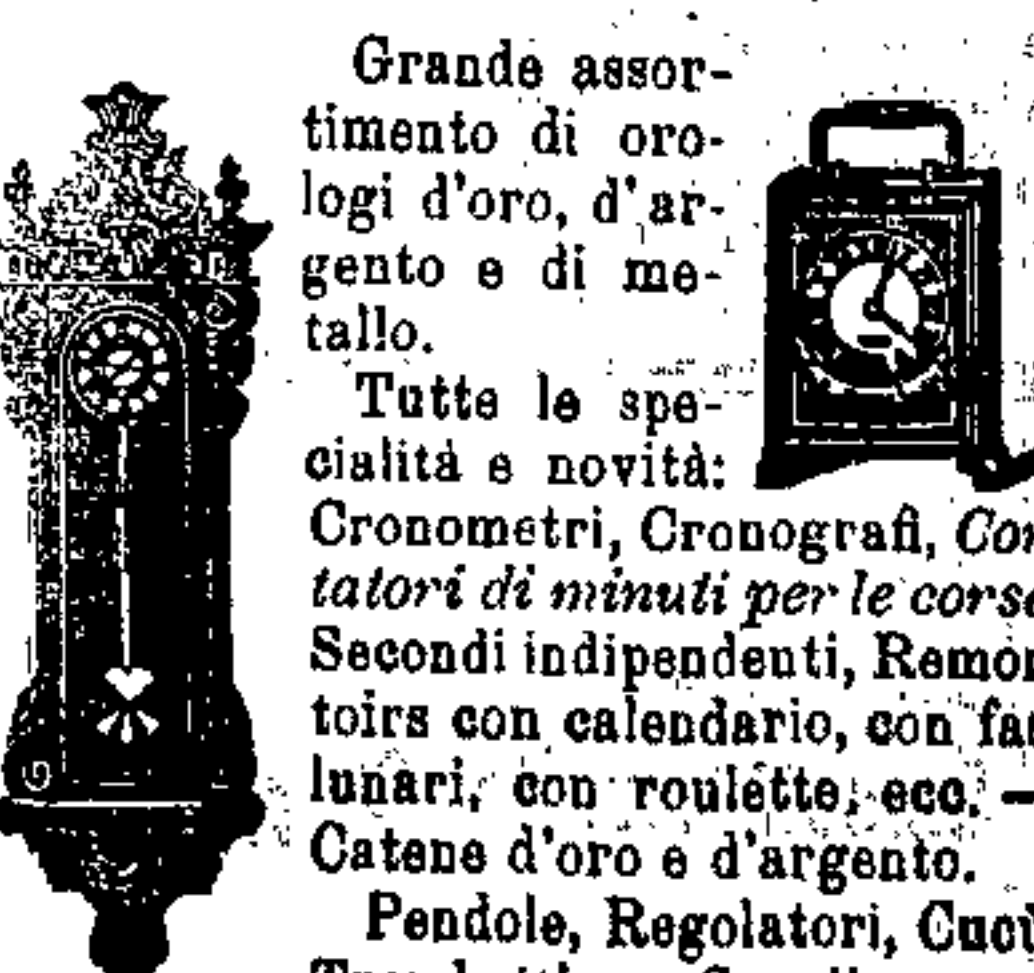 Grande assor-
timento di oro-
logi d'oro, d'ar-
gento e di me-
tallo.
Tutte le spe-
cialità e novità:
Cronometri, Cronografi,
tatori di minuti per le
Secondi indipendenti,
toirs con calendario, con
lunari, con roulette, ecc. —
Catene d'oro e d'argento.
Pendole, Regolatori,